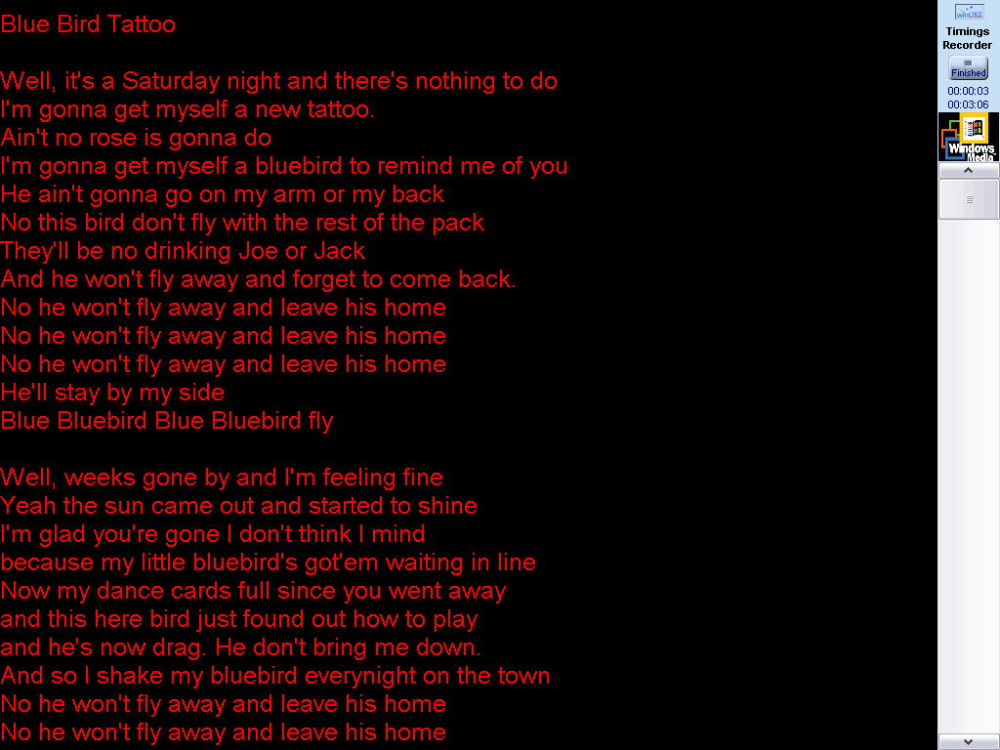 Blue Bird Tattoo
Well, it's a Saturday night and there's nothing to do
I'm gonna get myself a new tattoo.
Ain't no rose is gonna do
I'm gonna get myself a bluebird to remind me of you
He ain't gonna go on my arm or my back
No this bird don't fly with the rest of the pack
They'll be no drinking Joe or Jack
And he won't fly away and forget to come back.
No he won't fly away and leave his home
No he won't fly away and leave his home
No he won't fly away and leave his home
He'll stay by my side
Blue Bluebird Blue Bluebird fly
Well, weeks gone by and I'm feeling fine
Yeah the sun came out and started to shine
I'm glad you're gone I don't think I mind
because my little bluebird's got'em waiting in line
Now my dance cards full since you went away
and this here bird just found out how to play
and he's now drag. He don't bring me down.
And so I shake my bluebird everynight on the town
No he won't fly away and leave his home
No he won't fly away and leave his home
winOKE
Timings
Recorder
Finished
00:00:03
00:03:06
Windows
Media